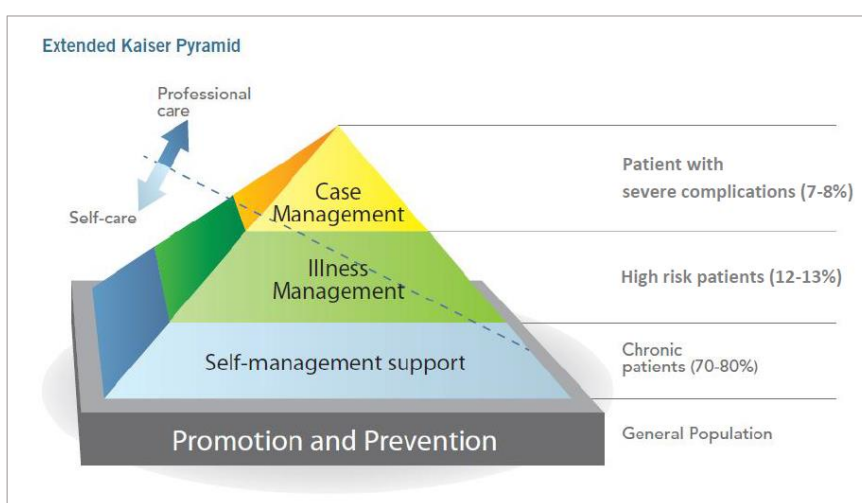 Extended Kaiser Pyramid
Professional
care
Self-care
Case
Management
Patient with
severe complications (7-8%)
Illness
Management
High risk patients (12-13%)
Self-management support
Chronic
patients (70-80%)
Promotion and Prevention
General Population